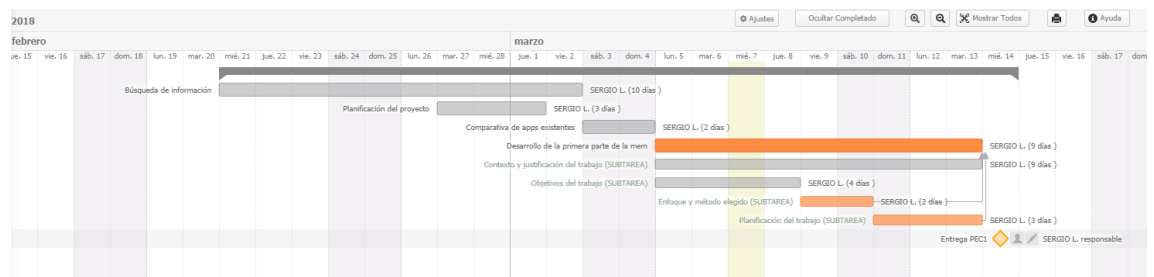 2018
Ajustes
Ocultar Completado
Mostrar Todos
Ayuda
febrero
marzo
ue. 15 vie. 16 sáb. 17 dom. 18 lun. 19 mar. 20 mié. 21 jue. 22 vie. 23 sáb. 24 dom. 25 lun. 26 mar. 27 mié. 28 jue. 1 vie. 2 sáb. 3 dom. 4 lun. 5 mar. 6 mié. 7 jue. 8 vie. 9 sáb. 10 dom. 11 lun. 12 mar. 13 mié. 14 jue. 15 vie. 16 sáb. 17 dom
Búsqueda de información SERGIO L. (10 días )
Planificación del proyecto SERGIO L. (3 días )
Comparativa de apps existentes SERGIO L. (2 días )
Desarrollo de la primera parte de la mem SERGIO L. (9 días )
Contexto y justificación del trabajo (SUBTAREA) SERGIO L. (9 días )
Objetivos del trabajo (SUBTAREA) SERGIO L. (4 días )
Enfoque y método elegido (SUBTAREA) SERGIO L. (2 días )
Planificación del trabajo (SUBTAREA) SERGIO L. (3 días )
Entrega PEC1 SERGIO L. responsable